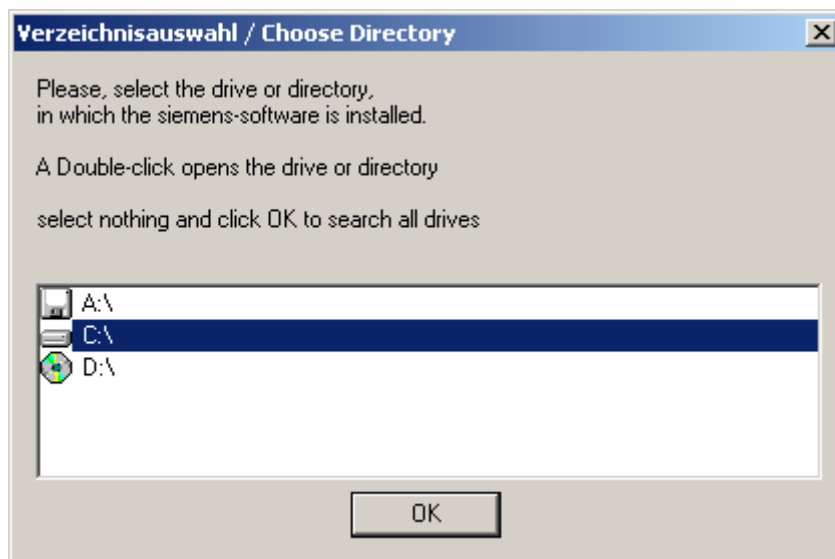 Verzeichnisauswahl / Choose Directory
Please, select the drive or directory,
in which the siemens-software is installed.
A Double-click opens the drive or directory
select nothing and click OK to search all drives
A:\
C:\
D:\
OK